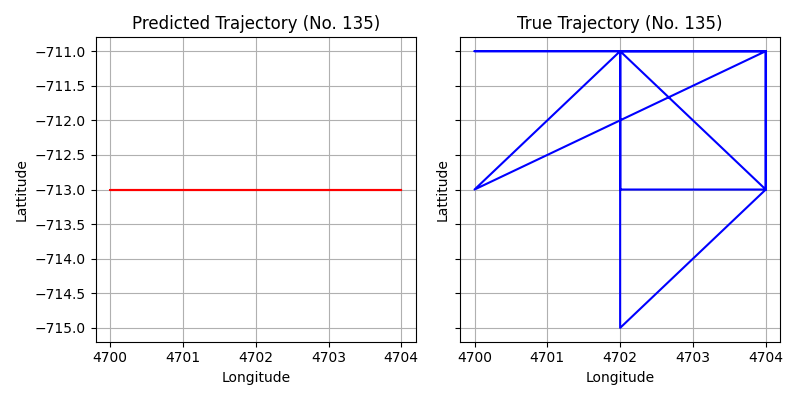 Predicted Trajectory (No. 135)
True Trajectory (No. 135)
Lattitude
−711.0
−711.5
−712.0
−712.5
−713.0
−713.5
−714.0
−714.5
−715.0
4700 4701 4702 4703 4704
Longitude
Lattitude
4700 4701 4702 4703 4704
Longitude